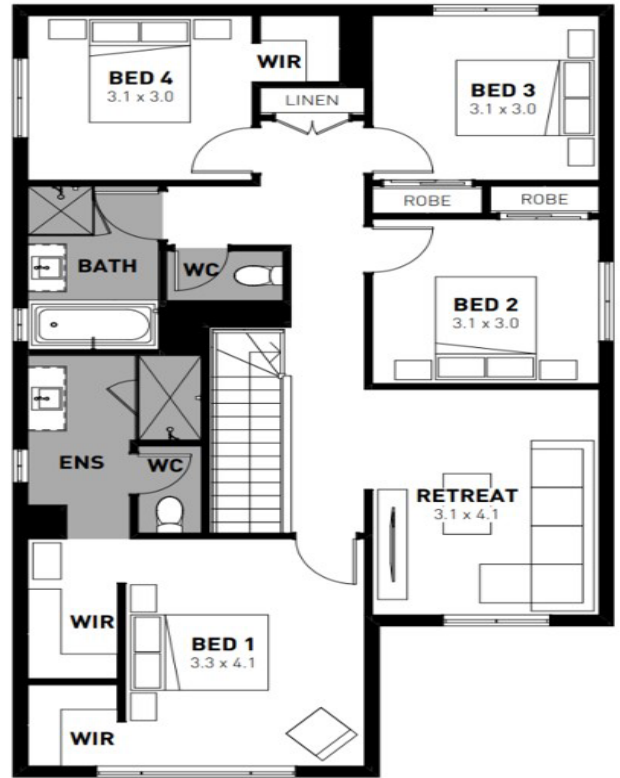 BED 4
3.1 x 3.0
WIR
LINEN
BED 3
3.1 x 3.0
ROBE
ROBE
BATH
WC
BED 2
3.1 x 3.0
ENS
WC
RETREAT
3.1 x 4.1
WIR
BED 1
3.3 x 4.1
WIR